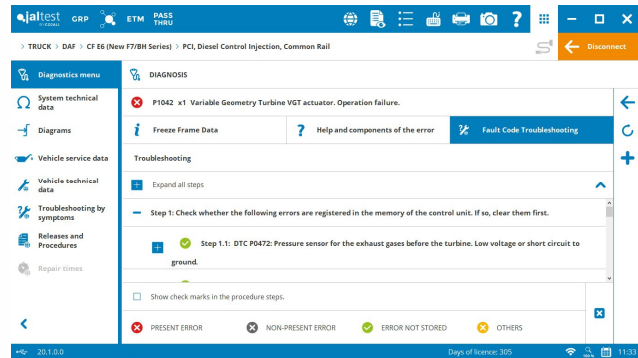 jaltest
BY COJALI
GRP
ETM
PASS
THRU
?
> TRUCK > DAF > CF E6 (New F7/BH Series) > PCI, Diesel Control Injection, Common Rail
Disconnect
Diagnostics menu
System technical
data
Diagrams
Vehicle service data
Vehicle technical
data
Troubleshooting by
symptoms
Releases and
Procedures
Repair times
DIAGNOSIS
P1042 x1 Variable Geometry Turbine VGT actuator. Operation failure.
i Freeze Frame Data
? Help and components of the error
Fault Code Troubleshooting
Troubleshooting
Expand all steps
Step 1: Check whether the following errors are registered in the memory of the control unit. If so, clear them first.
Step 1.1: DTC P0472: Pressure sensor for the exhaust gases before the turbine. Low voltage or short circuit to
ground.
Show check marks in the procedure steps.
PRESENT ERROR
NON-PRESENT ERROR
ERROR NOT STORED
OTHERS
20.1.0.0
Days of licence: 305
100 %
11:33